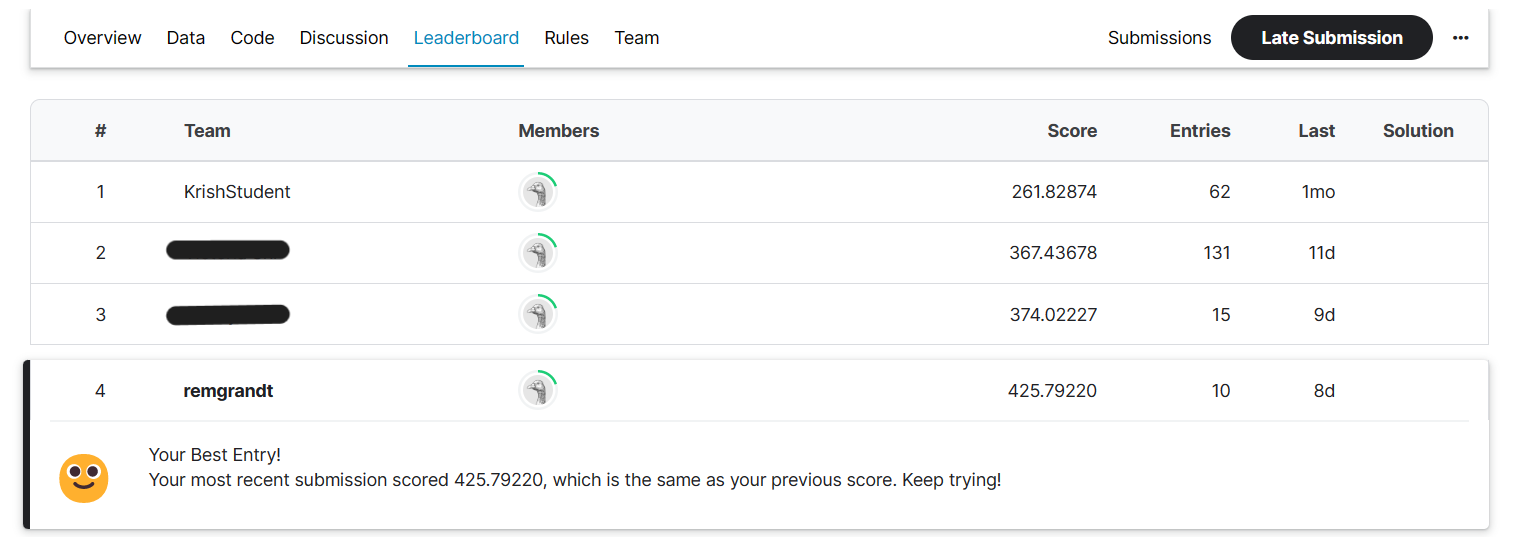 Overview Data Code Discussion Leaderboard Rules Team Submissions Late Submission ...
# Team Members Score Entries Last Solution
1 KrishStudent 261.82874 62 1mo
2 367.43678 131 11d
3 374.02227 15 9d
4 remgrandt 425.79220 10 8d
Your Best Entry!
Your most recent submission scored 425.79220, which is the same as your previous score. Keep trying!